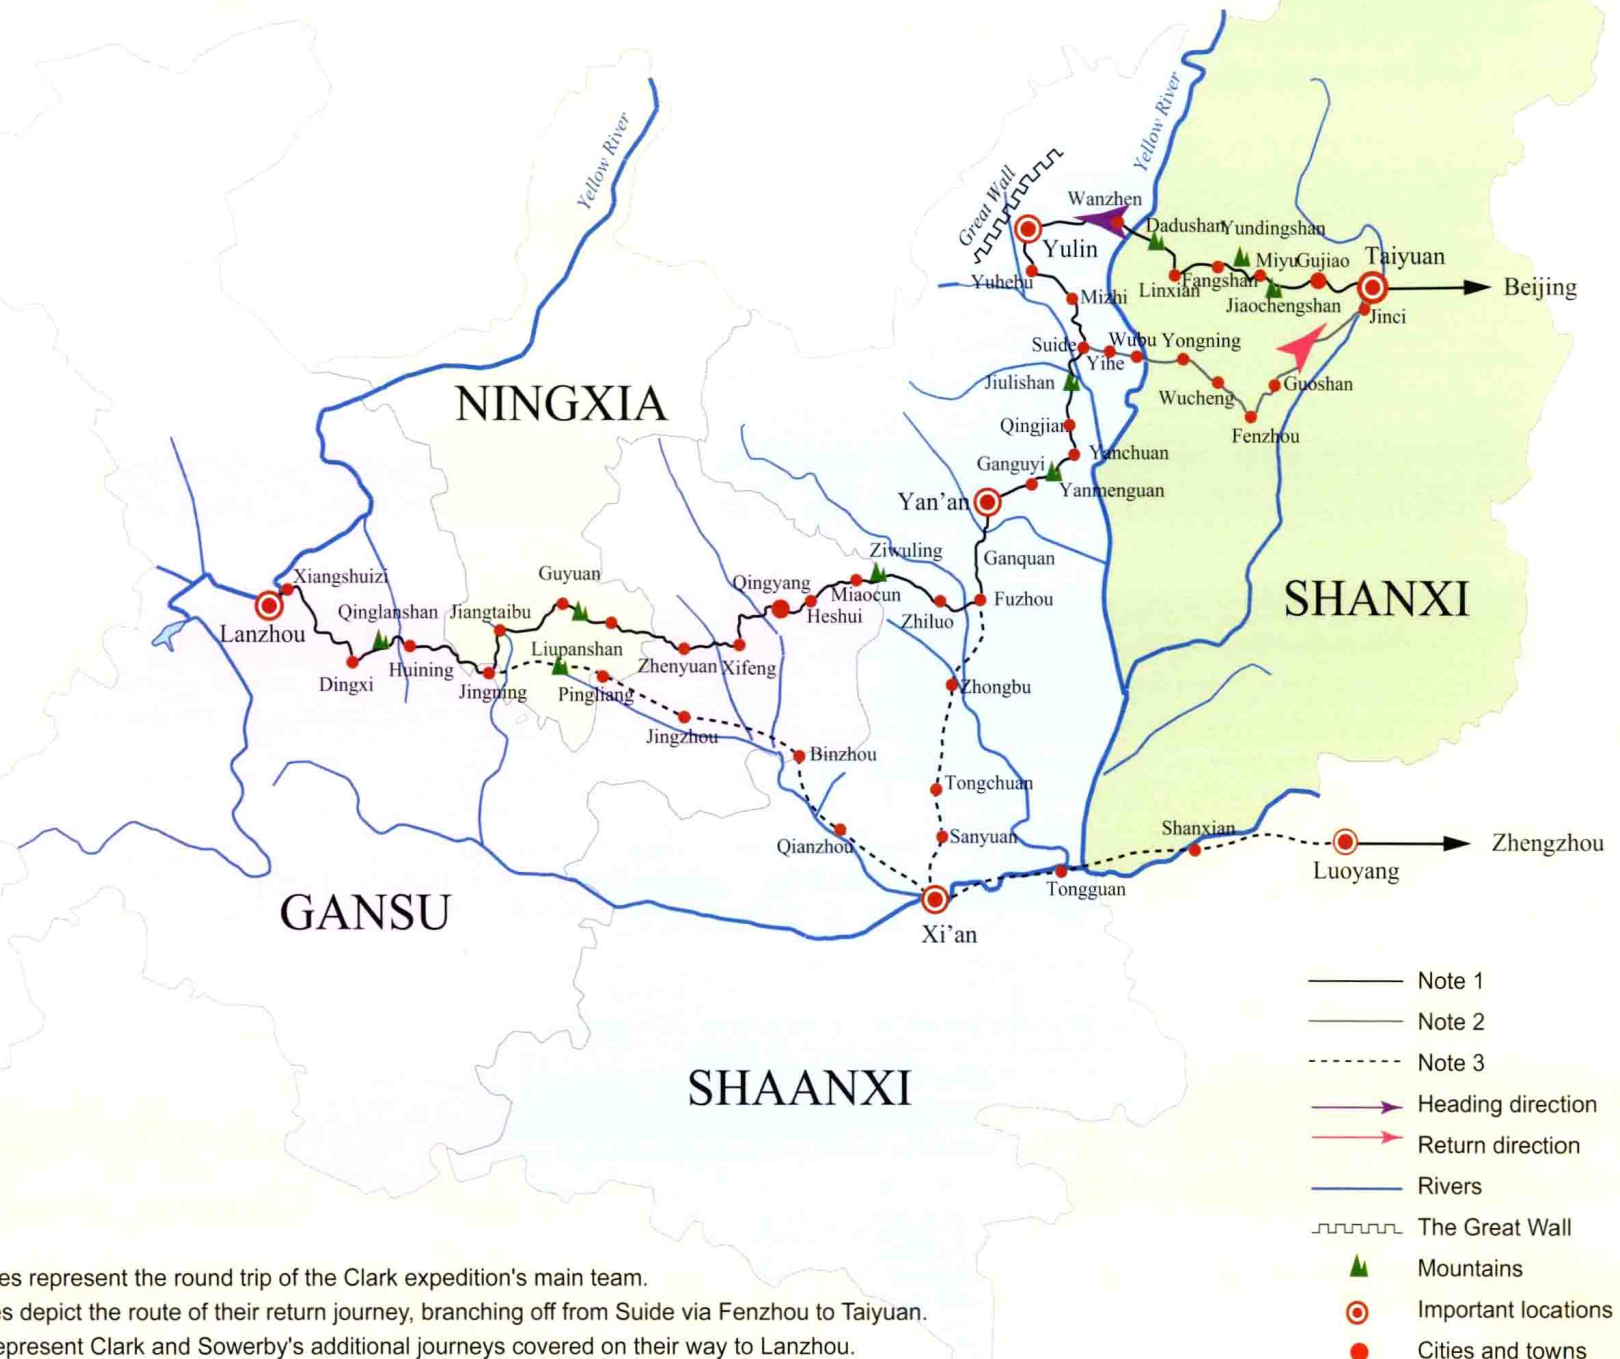 Yellow River
Yellow River
Great Wall
Wanzhen
Dadushan
Yundingshan
Yulin
Miyu
Gujiao
Taiyuan
Beijing
Yuhebu
Mizhi
Linxian
Fangshan
Jiaochengshan
Jinci
Suide
Wubu
Yongning
Yihe
Jiulishan
Wucheng
Guoshan
NINGXIA
Qingjian
Fenzhou
Yanchuan
Ganguyi
Yanmenguan
Yan'an
Ganquan
Ziwuling
Xiangshuizi
Guyuan
Qingyang
Miaocun
Fuzhou
SHANXI
Qinglanshan
Jiangtaibu
Heshui
Zhiluo
Lanzhou
Liupanshan
Huining
Zhenyuan
Xifeng
Dingxi
Jingning
Pingliang
Zhongbu
Jingzhou
Binzhou
Tongchuan
Shanxian
Sanyuan
Qianzhou
Zhengzhou
Luoyang
Tongguan
GANSU
Xi'an
Note 1
Note 2
Note 3
SHAANXI
Heading direction
Return direction
Rivers
The Great Wall
Mountains
Important locations
Cities and towns
es represent the round trip of the Clark expedition's main team.
s depict the route of their return journey, branching off from Suide via Fenzhou to Taiyuan.
epresent Clark and Sowerby's additional journeys covered on their way to Lanzhou.